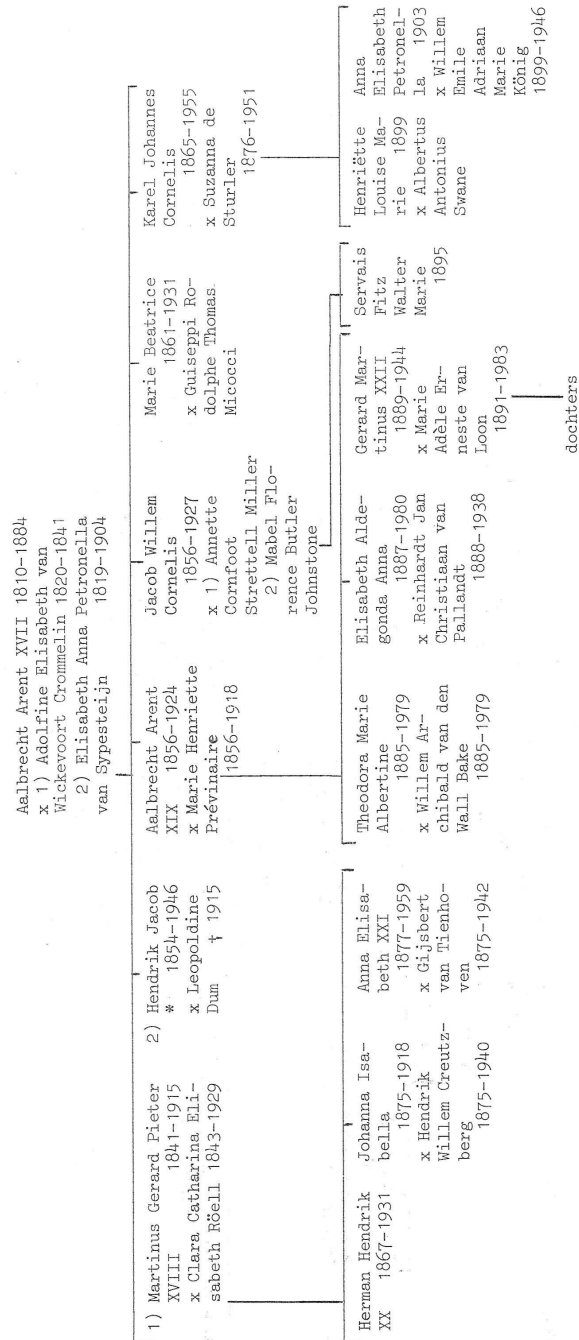 Aalbrecht Arent XVII 1810-1884
x 1) Adolfine Elisabeth van
Wickevoort Crommelin 1820-1841
2) Elisabeth Anna Petronella
van Sypesteijn 1819-1904
1) Martinus Gerard Pieter
XVIII 1841-1915
x Clara Catharina Eli-
sabeth Röell 1843-1929
2) Hendrik Jacob
* 1854-1946
x Leopoldine
Dum † 1915
Aalbrecht Arent
XIX 1856-1924
x Marie Henriette
Prévinaire
1856-1918
Jacob Willem
Cornelis
1856-1927
x 1) Annette
Cornfoot
Strettell Miller
2) Mabel Flo-
rence Butler
Johnstone
Marie Beatrice
1861-1931
x Guiseppi Ro-
dolphe Thomas
Micocci
Karel Johannes
Cornelis
1865-1955
x Suzanna de
Sturler
1876-1951
Herman Hendrik
XX 1867-1931
Johanna Isa-
bella
1875-1918
x Hendrik
Willem Creutz-
berg
1875-1940
Anna Elisa-
beth XXI
1877-1959
x Gijsbert
van Tienho-
ven
1875-1942
Theodora Marie
Albertine
1885-1979
x Willem Ar-
chibald van den
Wall Bake
1885-1979
Elisabeth Alde-
gonda Anna
1887-1980
x Reinhardt Jan
Christiaan van
Pallandt
1888-1938
Gerard Mar-
tinus XXII
1889-1944
x Marie
Adèle Er-
neste van
Loon
1891-1983
dochters
Servais
Fitz
Walter
Marie
1895
Henriëtte
Louise Ma-
rie 1899
x Albertus
Antonius
Swane
Anna
Elisabeth
Petronel-
la 1903
x Willem
Emile
Adriaan
Marie
König
1899-1946